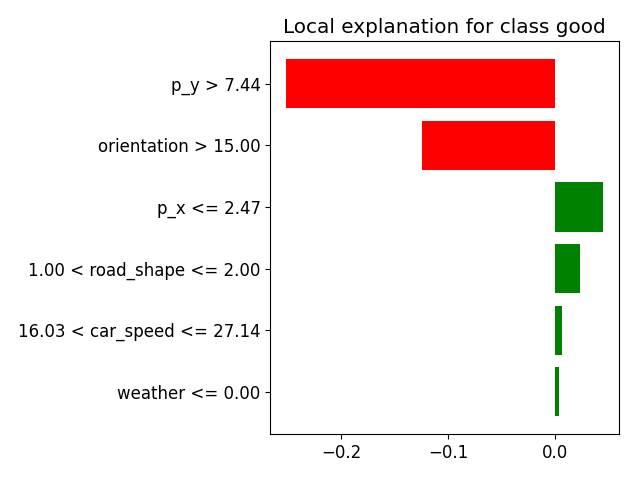 Local explanation for class good
p_y > 7.44
orientation > 15.00
p_x <= 2.47
1.00 < road_shape <= 2.00
16.03 < car_speed <= 27.14
weather <= 0.00
−0.2
−0.1
0.0